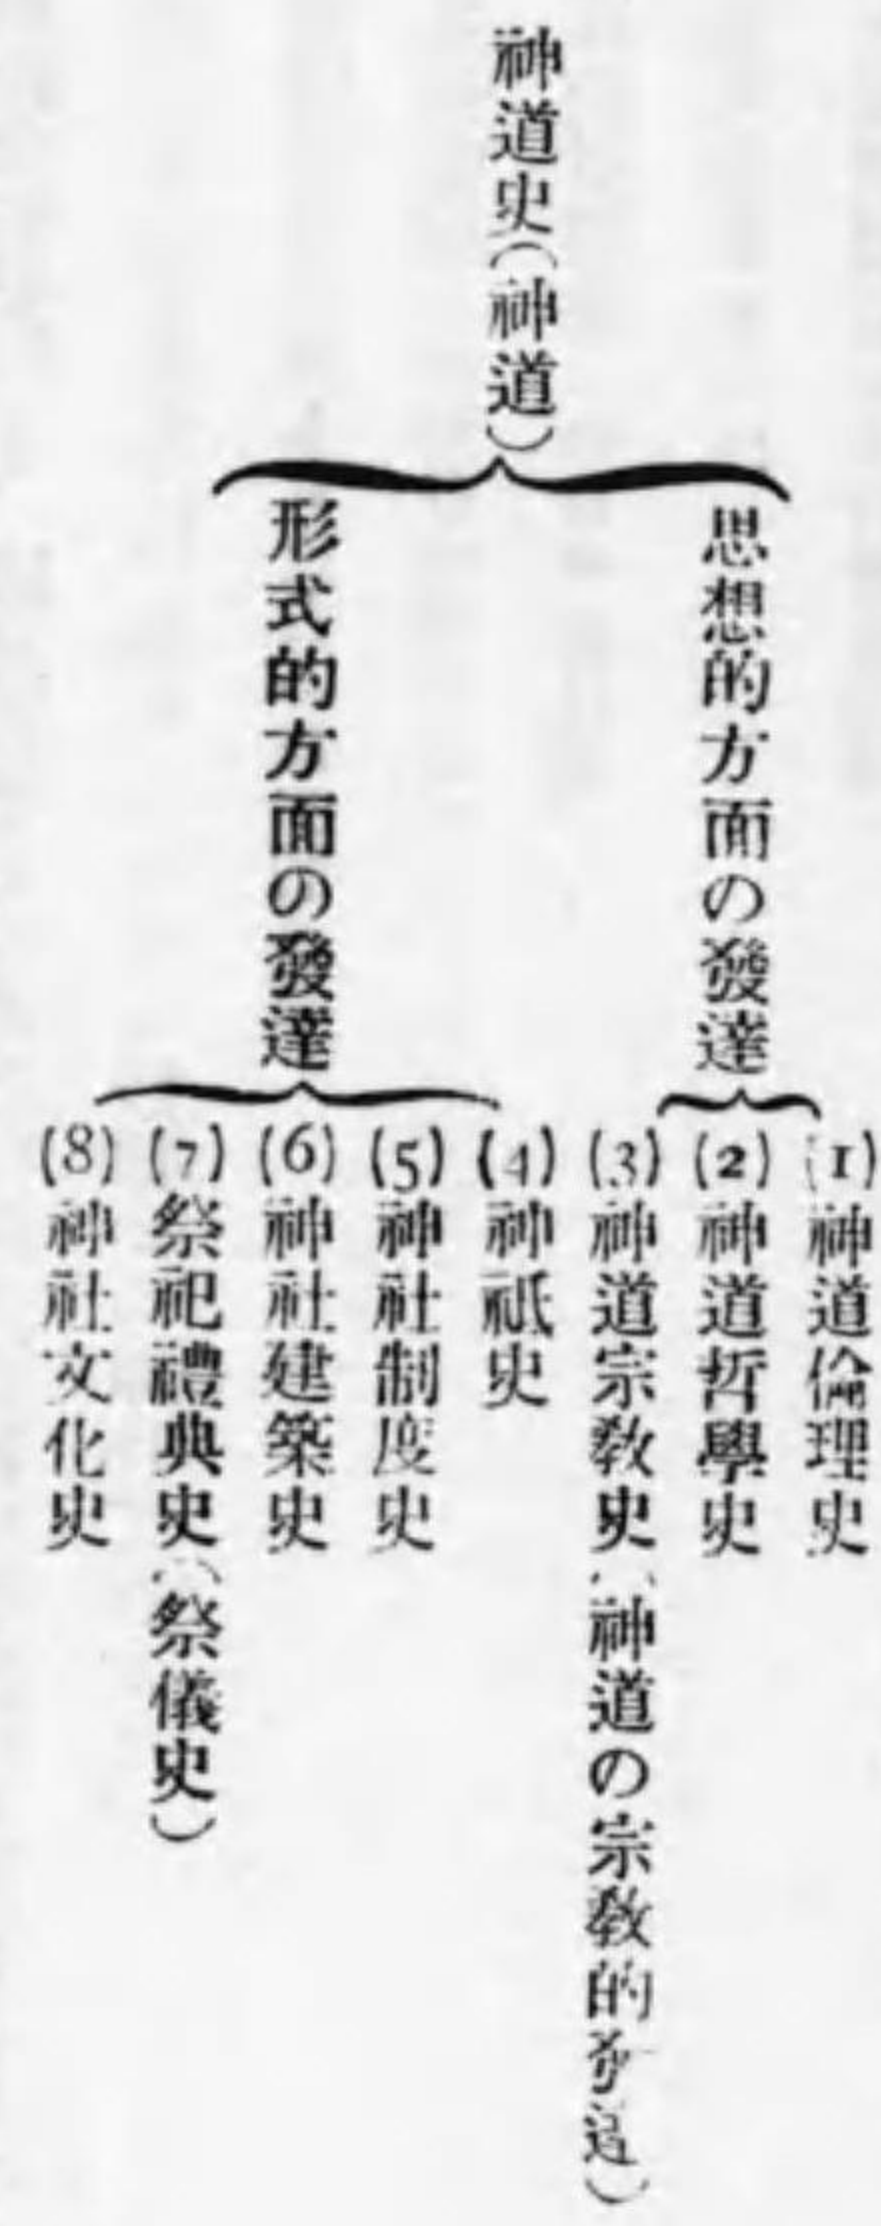 神道史(神道)
思想的方面の發達
(1)神道倫理史
(2)神道哲學史
(3)神道宗敎史(神道の宗敎的發達)
形式的方面の發達
(4)神祇史
(5)神社制度史
(6)神社建築史
(7)祭祀禮典史(祭儀史)
(8)神社文化史